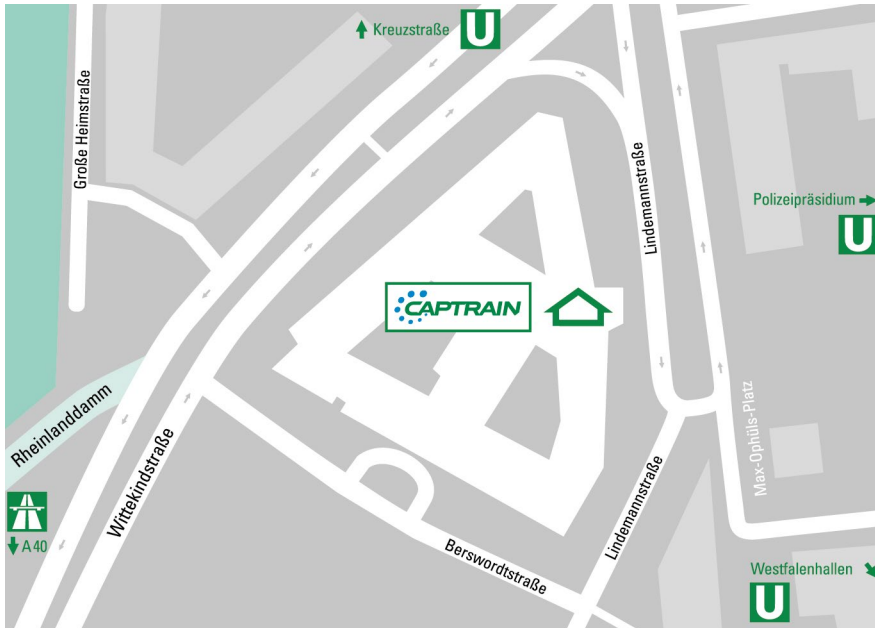 Kreuzstraße U
Große Heimstraße
Lindemannstraße
Polizeipräsidium
U
CAPTRAIN
Rheinlanddamm
Wittekindstraße
Max-Ophüls-Platz
Lindemannstraße
A 40
Berswordtstraße
Westfalenhallen
U